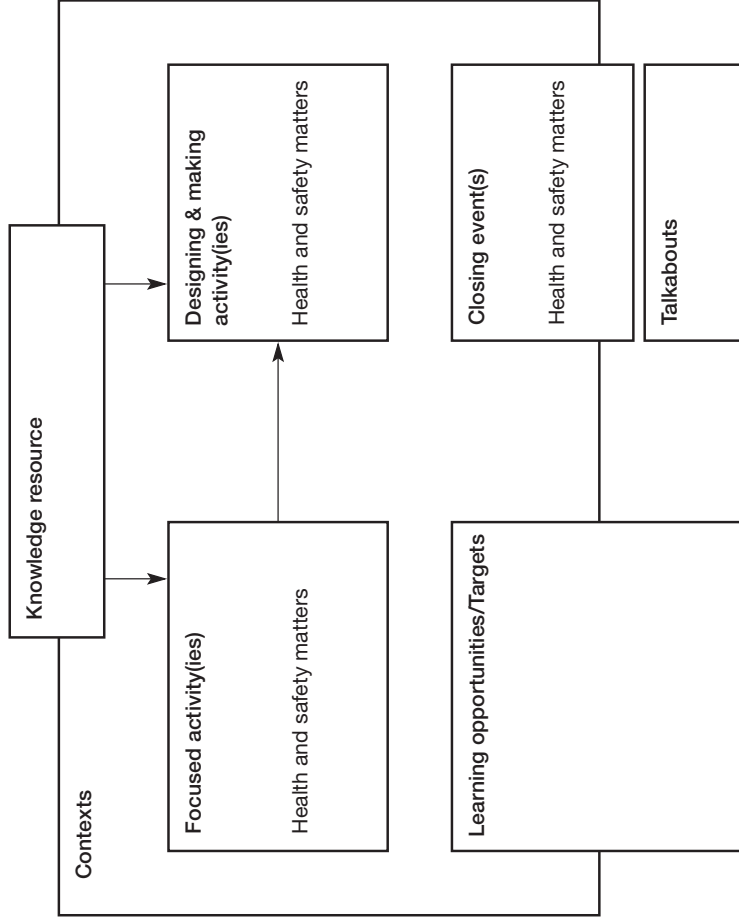 Knowledge resource
Contexts
Focused activity(ies)
Health and safety matters
Designing & making
activity(ies)
Health and safety matters
Learning opportunities/Targets
Closing event(s)
Health and safety matters
Talkabouts